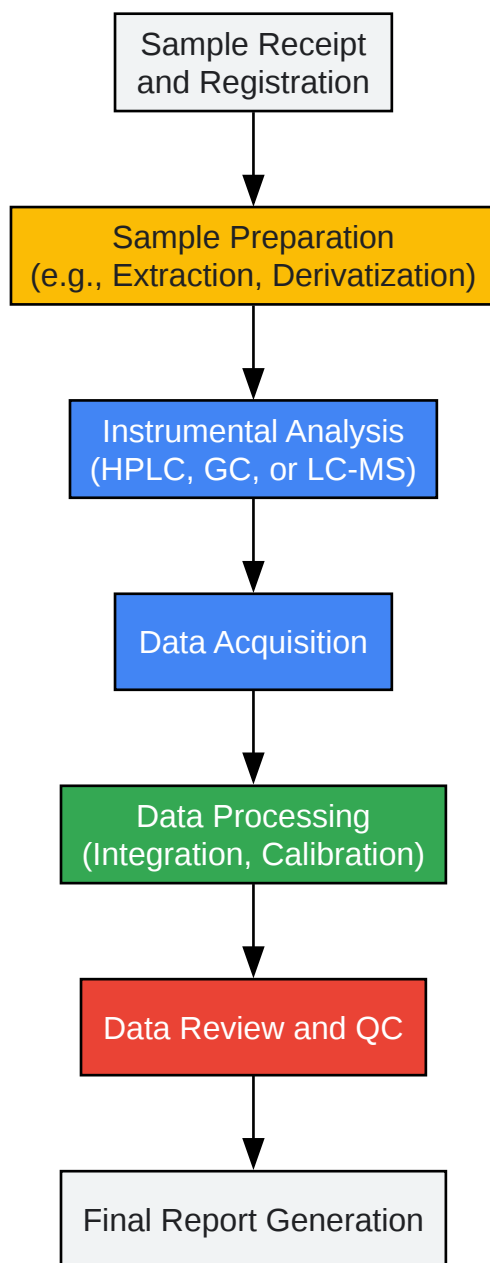 Sample Receipt
and Registration
Sample Preparation
(e.g., Extraction, Derivatization)
Instrumental Analysis
(HPLC, GC, or LC-MS)
Data Acquisition
Data Processing
(Integration, Calibration)
Data Review and QC
Final Report Generation